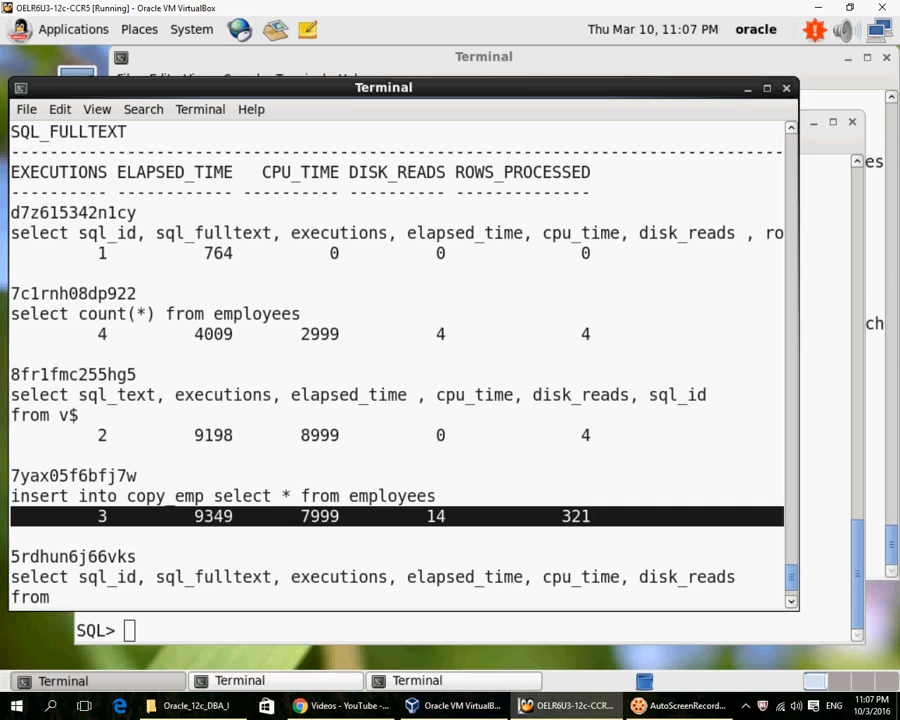 OELR6U3-12c-CCR5 [Running] - Oracle VM VirtualBox
Applications Places System Thu Mar 10, 11:07 PM oracle
Terminal
Terminal
File Edit View Search Terminal Help
SQL_FULLTEXT
--------------------------------------------------------------------------------
EXECUTIONS ELAPSED_TIME CPU_TIME DISK_READS ROWS_PROCESSED
---------- ------------ ---------- ---------- --------------
d7z615342n1cy
select sql_id, sql_fulltext, executions, elapsed_time, cpu_time, disk_reads , ro
1 764 0 0 0
7c1rnh08dp922
select count(*) from employees
4 4009 2999 4 4
8fr1fmc255hg5
select sql_text, executions, elapsed_time , cpu_time, disk_reads, sql_id
from v$
2 9198 8999 0 4
7yax05f6bfj7w
insert into copy_emp select * from employees
3 9349 7999 14 321
5rdhun6j66vks
select sql_id, sql_fulltext, executions, elapsed_time, cpu_time, disk_reads
from
es
ch
SQL>
Terminal Terminal Terminal
Oracle_12c_DBA_I Videos - YouTube -... Oracle VM VirtualB... OELR6U3-12c-CCR... AutoScreenRecord... ENG 11:07 PM
10/3/2016